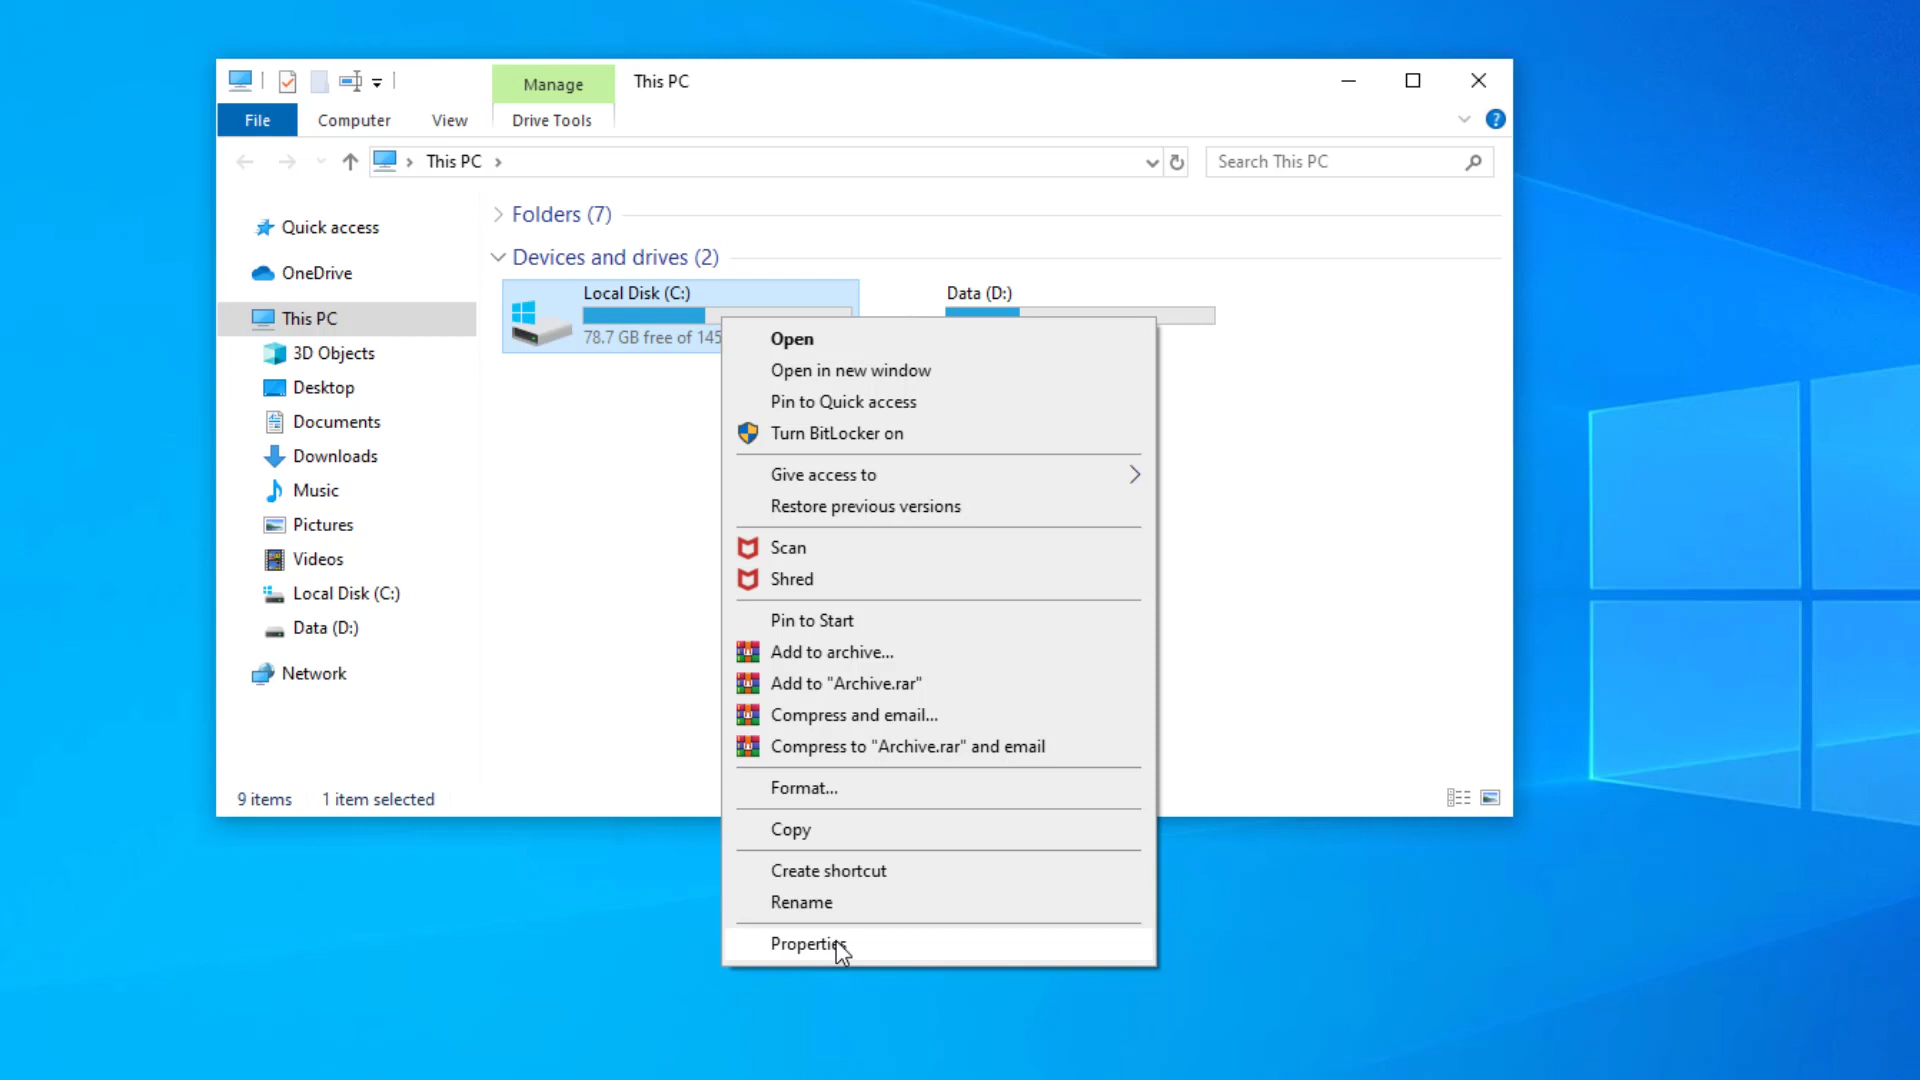 Manage
This PC
File
Computer
View
Drive Tools
This PC
Search This PC
Quick access
OneDrive
This PC
3D Objects
Desktop
Documents
Downloads
Music
Pictures
Videos
Local Disk (C:)
Data (D:)
Network
Folders (7)
Devices and drives (2)
Local Disk (C:)
78.7 GB free of 145
Data (D:)
Open
Open in new window
Pin to Quick access
Turn BitLocker on
Give access to
Restore previous versions
Scan
Shred
Pin to Start
Add to archive...
Add to "Archive.rar"
Compress and email...
Compress to "Archive.rar" and email
Format...
Copy
Create shortcut
Rename
Properties
9 items
1 item selected